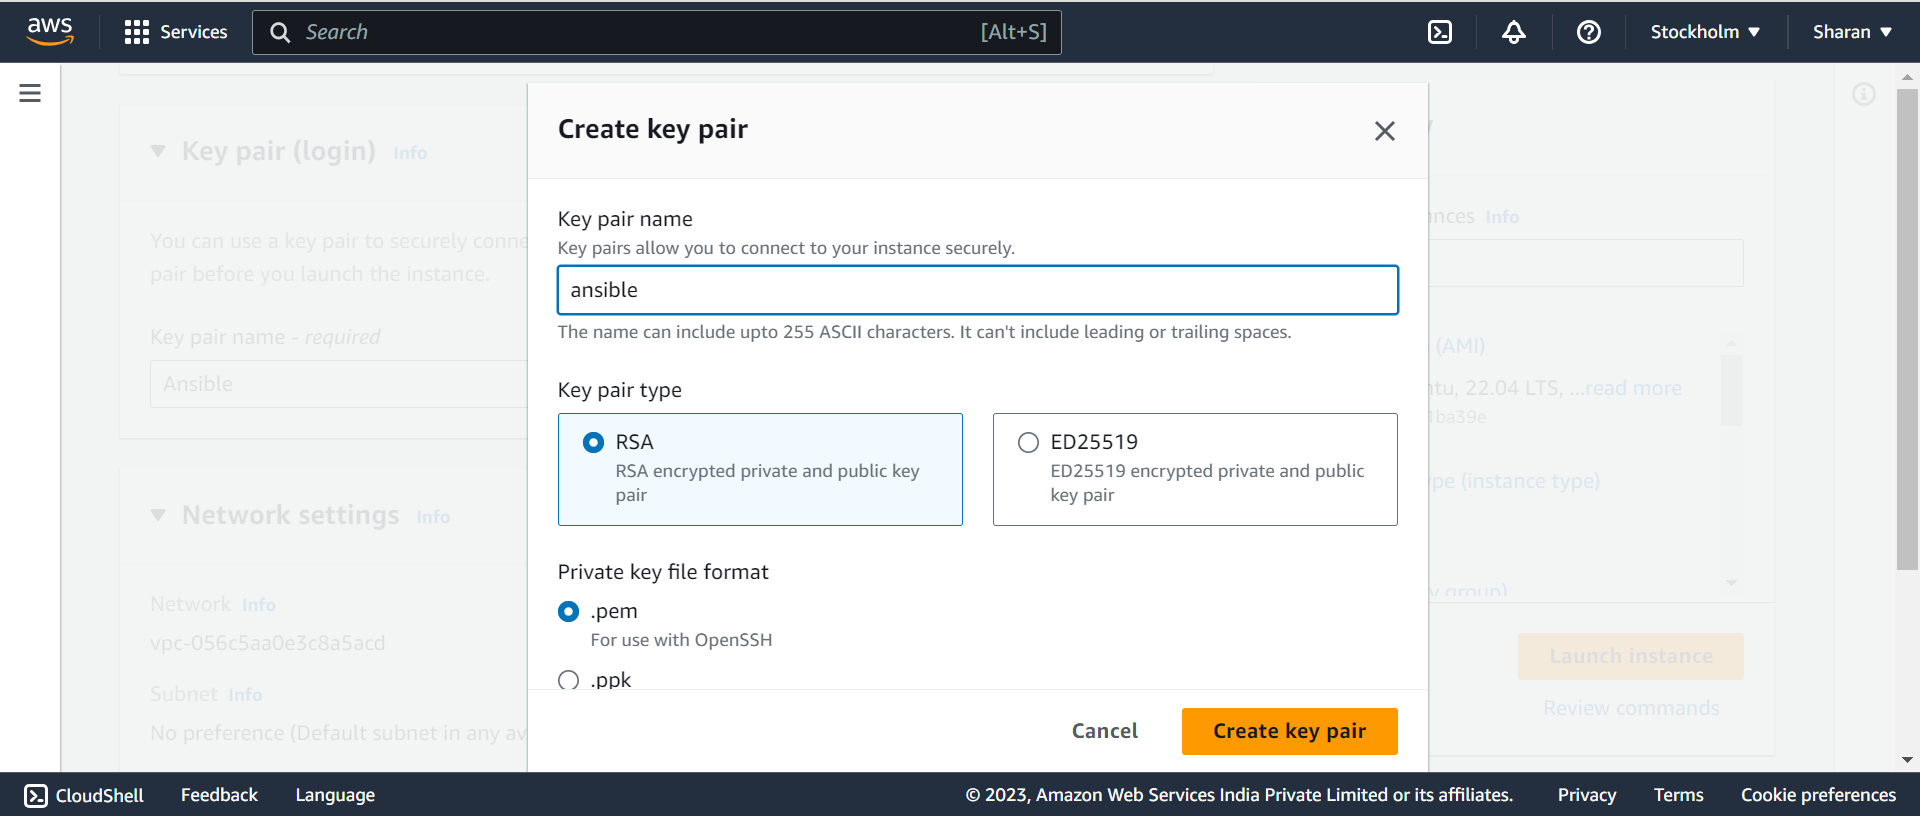 aws Services Search [Alt+S] Stockholm Sharan
Create key pair
Key pair (login) Info
You can use a key pair to securely conne
pair before you launch the instance.
Key pair name - required
Ansible
Network settings Info
Network Info
vpc-056c5aa0e3c8a5acd
Subnet Info
No preference (Default subnet in any av
Key pair name
Key pairs allow you to connect to your instance securely.
ansible
The name can include upto 255 ASCII characters. It can't include leading or trailing spaces.
Key pair type
RSA
RSA encrypted private and public key
pair
ED25519
ED25519 encrypted private and public
key pair
Private key file format
.pem
For use with OpenSSH
.ppk
Cancel Create key pair
Info
(AMI)
22.04 LTS, ...read more
1ba39e
(instance type)
group)
Launch instance
Review commands
CloudShell Feedback Language © 2023, Amazon Web Services India Private Limited or its affiliates. Privacy Terms Cookie preferences